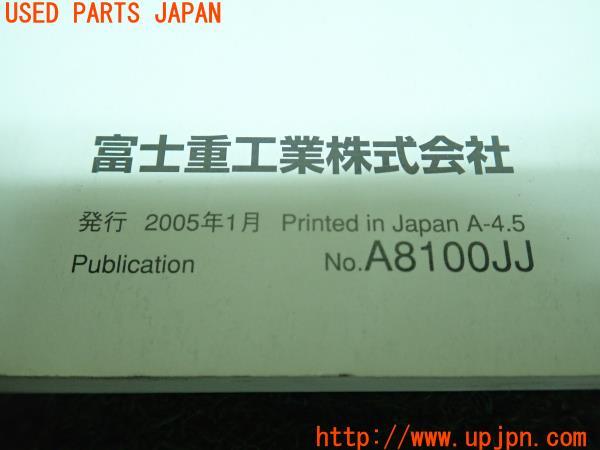 USED PARTS JAPAN
富士重工業株式会社
発行 2005年1月 Printed in Japan A-4.5
Publication No.A8100JJ
http://www.upjpn.com/